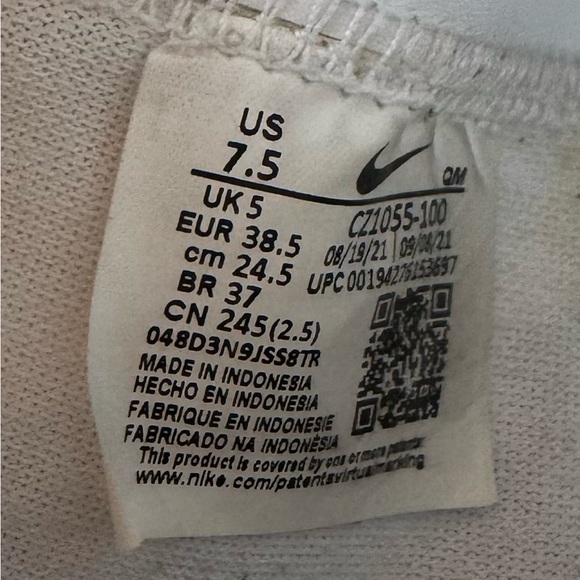 US
7.5
QM
UK 5
CZ1055-100
EUR 38.5
08/19/21 | 09/08/21
cm 24.5
UPC 00194276153697
BR 37
CN 245(2.5)
048D3N9JSS8TR
MADE IN INDONESIA
HECHO EN INDONESIA
FABRIQUE EN INDONESIE
FABRICADO NA INDONÉSIA
This product is covered by one or more patents
www.nike.com/patentsvirtualmarking